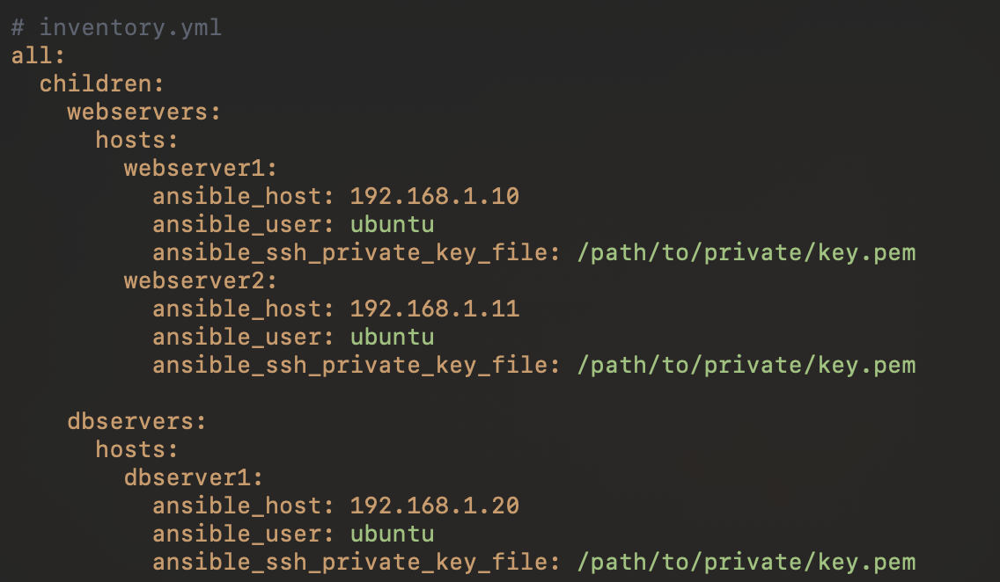 # inventory.yml
all:
  children:
    webservers:
      hosts:
        webserver1:
          ansible_host: 192.168.1.10
          ansible_user: ubuntu
          ansible_ssh_private_key_file: /path/to/private/key.pem
        webserver2:
          ansible_host: 192.168.1.11
          ansible_user: ubuntu
          ansible_ssh_private_key_file: /path/to/private/key.pem

    dbservers:
      hosts:
        dbserver1:
          ansible_host: 192.168.1.20
          ansible_user: ubuntu
          ansible_ssh_private_key_file: /path/to/private/key.pem